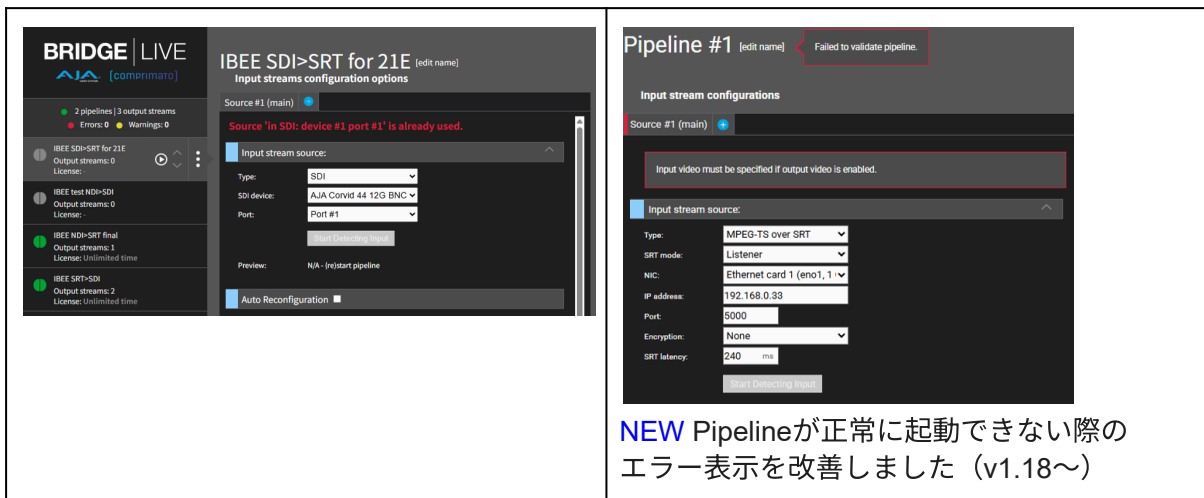 BRIDGE LIVE
AJA [comprimato]
2 pipelines | 3 output streams
Errors: 0 Warnings: 0
IBEE SDI>SRT for 21E
Output streams: 0
License: -
IBEE test NDI>SDI
Output streams: 0
License: -
IBEE NDI>SRT final
Output streams: 1
License: Unlimited time
IBEE SRT>SDI
Output streams: 2
License: Unlimited time
IBEE SDI>SRT for 21E [edit name]
Input streams configuration options
Source #1 (main)
Source 'in SDI: device #1 port #1' is already used.
Input stream source:
Type: SDI
SDI device: AJA Corvid 44 12G BNC
Port: Port #1
Start Detecting Input
Preview: N/A - (re)start pipeline
Auto Reconfiguration
Pipeline #1 [edit name] Failed to validate pipeline.
Input stream configurations
Source #1 (main)
Input video must be specified if output video is enabled.
Input stream source:
Type: MPEG-TS over SRT
SRT mode: Listener
NIC: Ethernet card 1 (eno1, 1
IP address: 192.168.0.33
Port: 5000
Encryption: None
SRT latency: 240 ms
Start Detecting Input
NEW Pipelineが正常に起動できない際の
エラー表示を改善しました（v1.18～）